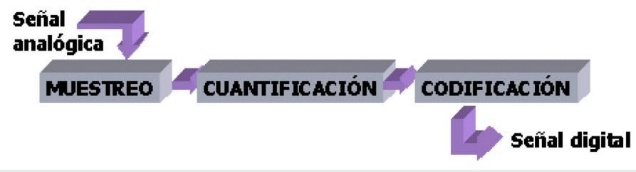 Señal
analógica
MUESTREO
CUANTIFICACIÓN
CODIFICACIÓN
Señal digital